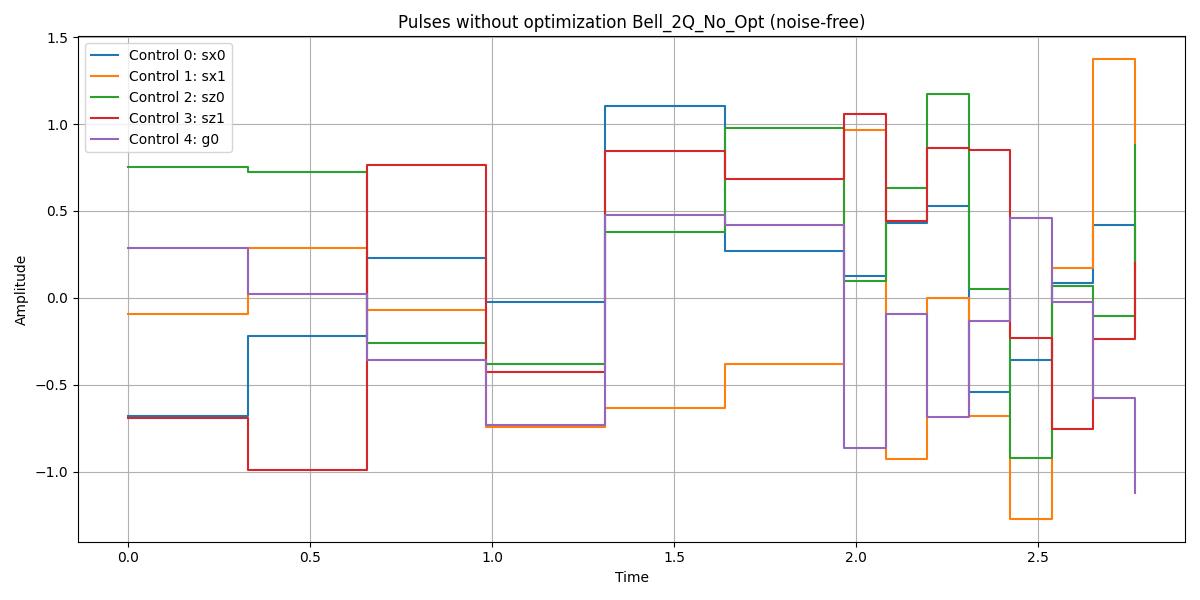 Pulses without optimization Bell_2Q_No_Opt (noise-free)
Control 0: sx0
Control 1: sx1
Control 2: sz0
Control 3: sz1
Control 4: g0
Amplitude
1.5
1.0
0.5
0.0
−0.5
−1.0
0.0 0.5 1.0 1.5 2.0 2.5
Time